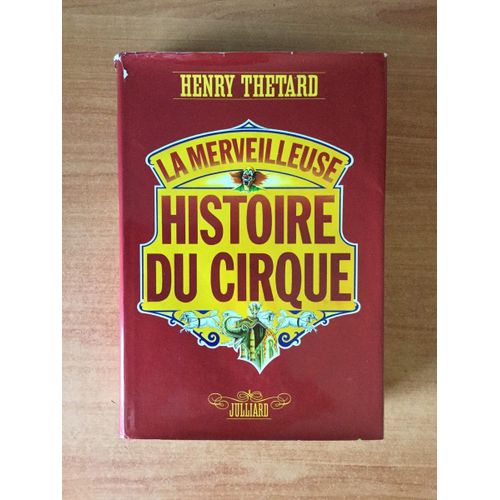 HENRY THETARD
LA MERVEILLEUSE
HISTOIRE
DU CIRQUE
JULLIARD